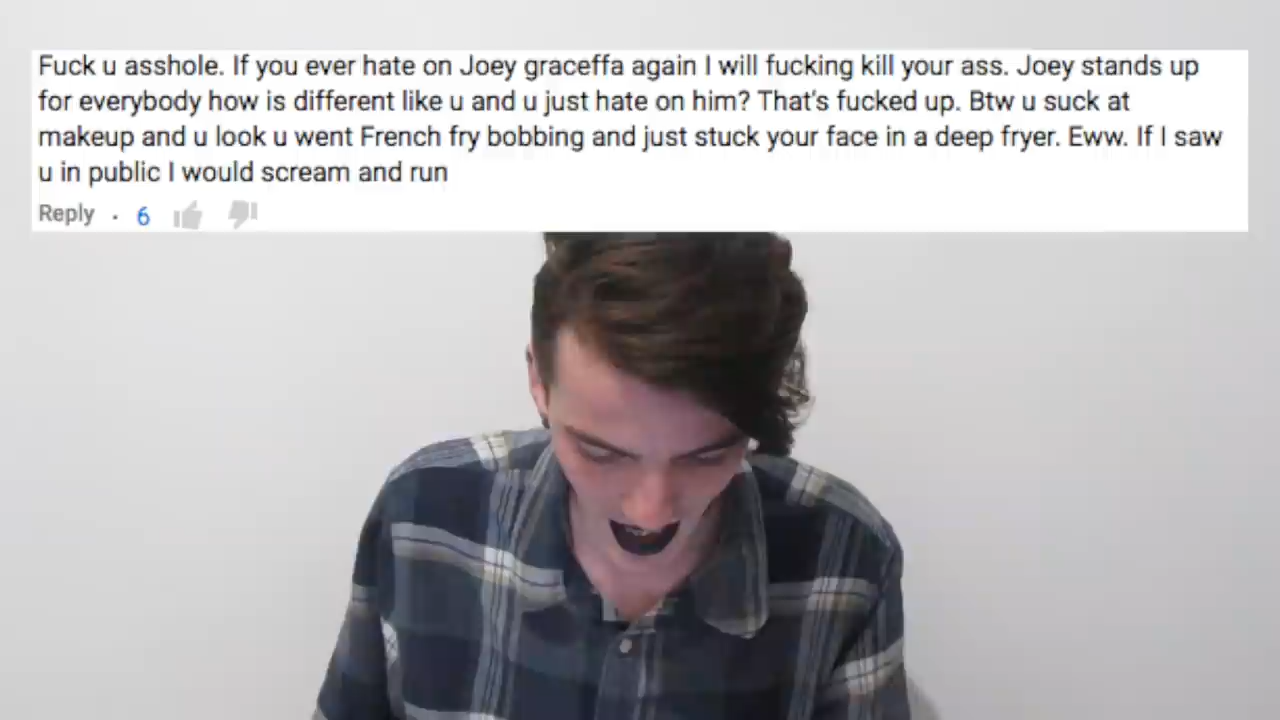 Fuck u asshole. If you ever hate on Joey graceffa again I will fucking kill your ass. Joey stands up
for everybody how is different like u and u just hate on him? That's fucked up. Btw u suck at
makeup and u look u went French fry bobbing and just stuck your face in a deep fryer. Eww. If I saw
u in public I would scream and run
Reply · 6